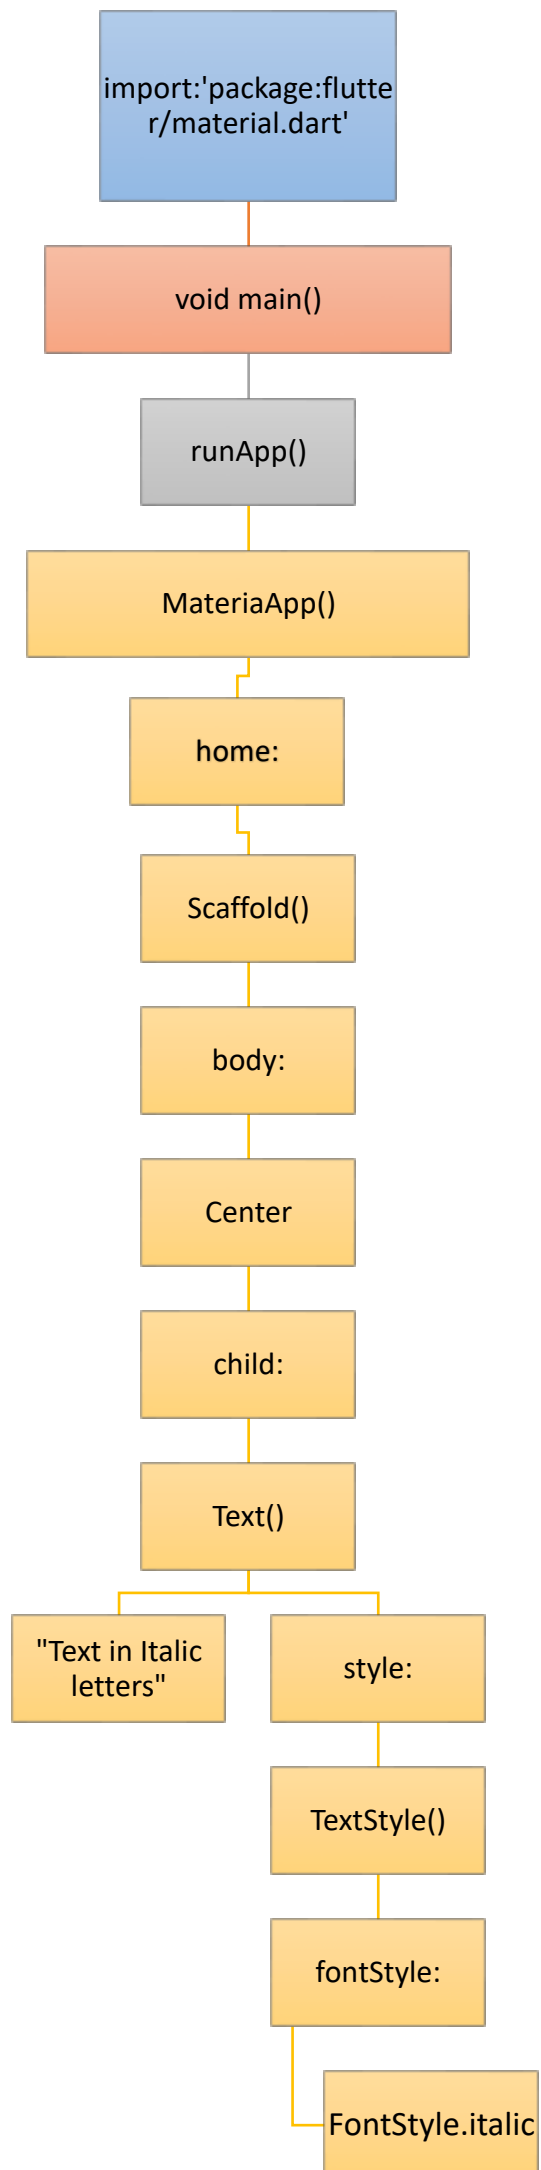 import:'package:flutte
r/material.dart'
void main()
runApp()
MateriaApp()
home:
Scaffold()
body:
Center
child:
Text()
"Text in Italic
letters"
style:
TextStyle()
fontStyle:
FontStyle.italic